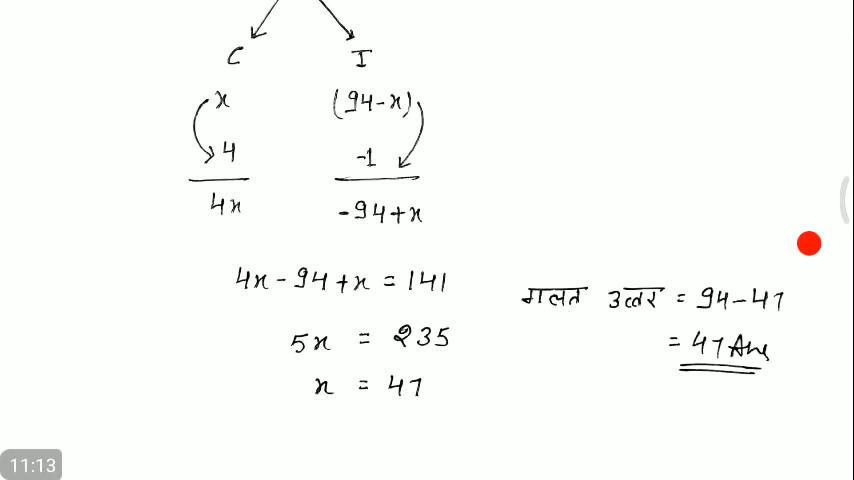 C I
x (94-x)
4 -1
4x -94+x
4x - 94 + x = 141
5x = 235
x = 47
गलत उत्तर = 94-47
= 47 Ans
11:13